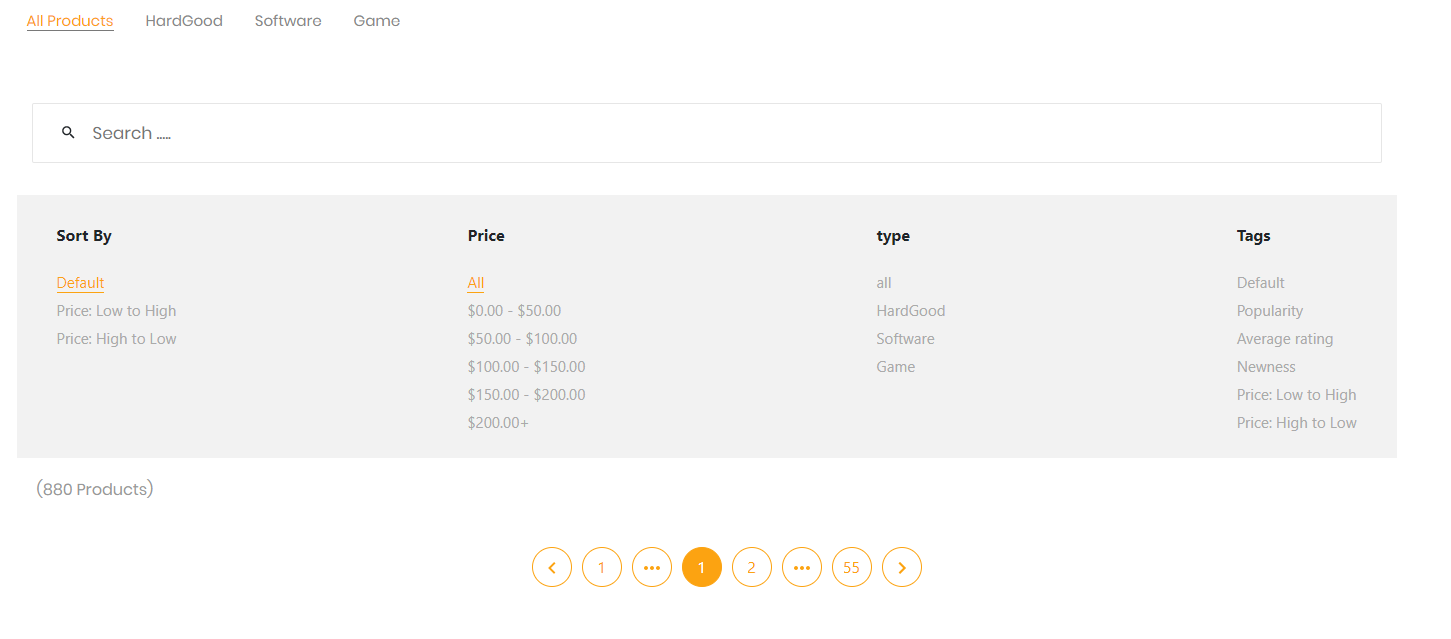 All Products HardGood Software Game
Search .....
Sort By
Default
Price: Low to High
Price: High to Low
Price
All
$0.00 - $50.00
$50.00 - $100.00
$100.00 - $150.00
$150.00 - $200.00
$200.00+
type
all
HardGood
Software
Game
Tags
Default
Popularity
Average rating
Newness
Price: Low to High
Price: High to Low
(880 Products)
1 ••• 1 2 ••• 55